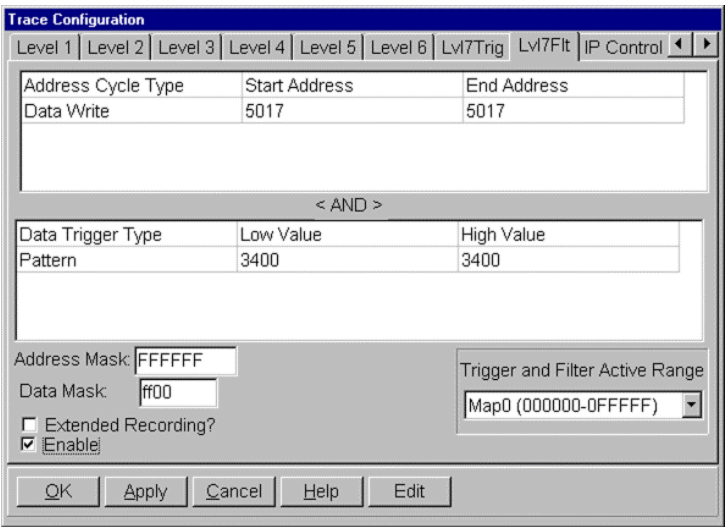 Trace Configuration
Level 1 Level 2 Level 3 Level 4 Level 5 Level 6 Lvl7Trig Lvl7Flt IP Control
Address Cycle Type Start Address End Address
Data Write 5017 5017
< AND >
Data Trigger Type Low Value High Value
Pattern 3400 3400
Address Mask: FFFFFF
Data Mask: ff00
Extended Recording?
Enable
Trigger and Filter Active Range
Map0 (000000-0FFFFF)
OK Apply Cancel Help Edit